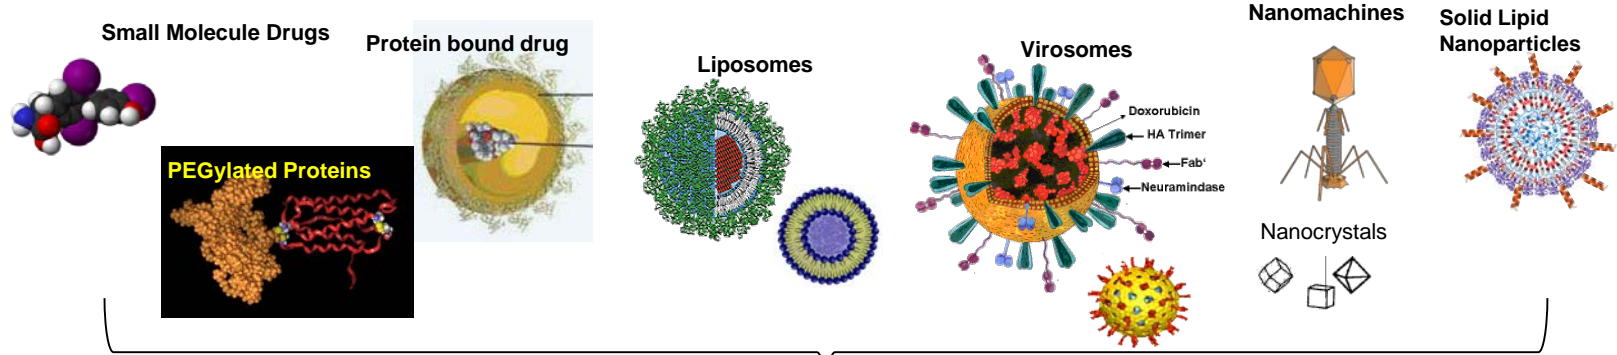 Small Molecule Drugs
PEGylated Proteins
Protein bound drug
Liposomes
Virosomes
Doxorubicin
HA Trimer
Fab'
Neuramindase
Nanomachines
Nanocrystals
Solid Lipid
Nanoparticles